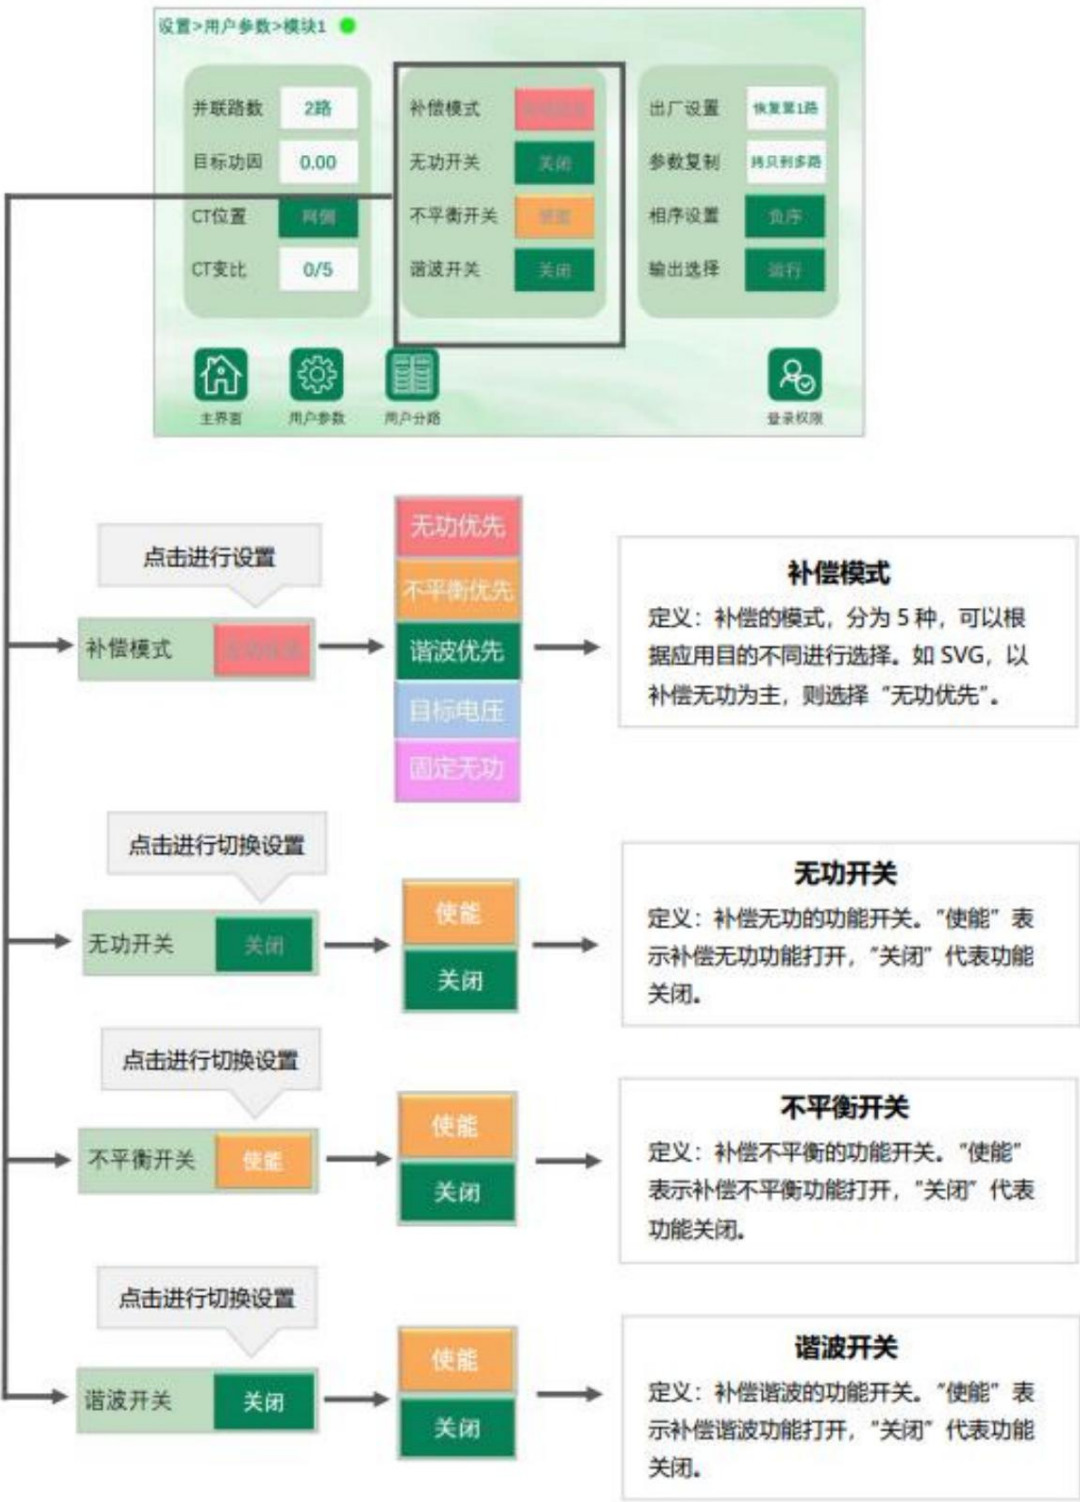 设置>用户参数>模块1
并联路数 2路
目标功因 0.00
CT位置 网侧
CT变比 0/5
补偿模式
无功开关 关闭
不平衡开关 使能
谐波开关 关闭
出厂设置 恢复第1路
参数复制 拷贝到多路
相序设置 负序
输出选择 运行
主界面
用户参数
用户分路
登录权限
点击进行设置
补偿模式
无功优先
不平衡优先
谐波优先
目标电压
固定无功
补偿模式
定义：补偿的模式，分为 5 种，可以根
据应用目的不同进行选择。如 SVG，以
补偿无功为主，则选择“无功优先”。
点击进行切换设置
无功开关 关闭
使能
关闭
无功开关
定义：补偿无功的功能开关。“使能”表
示补偿无功功能打开，“关闭”代表功能
关闭。
点击进行切换设置
不平衡开关 使能
使能
关闭
不平衡开关
定义：补偿不平衡的功能开关。“使能”
表示补偿不平衡功能打开，“关闭”代表
功能关闭。
点击进行切换设置
谐波开关 关闭
使能
关闭
谐波开关
定义：补偿谐波的功能开关。“使能”表
示补偿谐波功能打开，“关闭”代表功能
关闭。